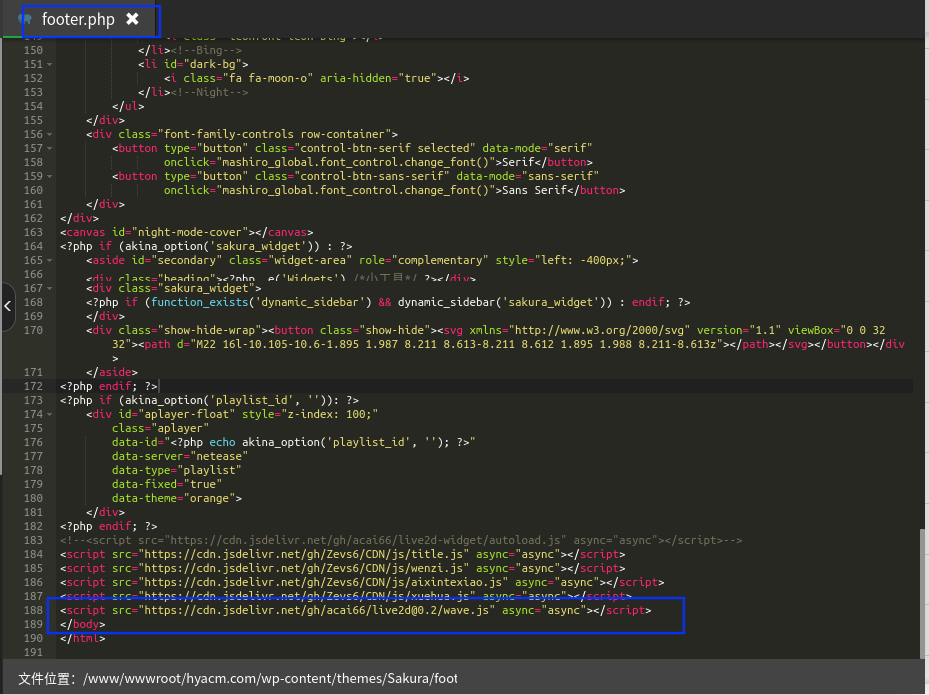 footer.php ✖
150 </li><!--Bing-->
151 <li id="dark-bg">
152 <i class="fa fa-moon-o" aria-hidden="true"></i>
153 </li><!--Night-->
154 </ul>
155 </div>
156 <div class="font-family-controls row-container">
157 <button type="button" class="control-btn-serif selected" data-mode="serif"
158 onclick="mashiro_global.font_control.change_font()">Serif</button>
159 <button type="button" class="control-btn-sans-serif" data-mode="sans-serif"
160 onclick="mashiro_global.font_control.change_font()">Sans Serif</button>
161 </div>
162 </div>
163 <canvas id="night-mode-cover"></canvas>
164 <?php if (akina_option('sakura_widget')) : ?>
165 <aside id="secondary" class="widget-area" role="complementary" style="left: -400px;">
166 <div class="heading"><?php _e('Widgets') /*小工具*/ ?></div>
167 <div class="sakura_widget">
168 <?php if (function_exists('dynamic_sidebar') && dynamic_sidebar('sakura_widget')) : endif; ?>
169 </div>
170 <div class="show-hide-wrap"><button class="show-hide"><svg xmlns="http://www.w3.org/2000/svg" version="1.1" viewBox="0 0 32
32"><path d="M22 16l-10.105-10.6-1.895 1.987 8.211 8.613-8.211 8.612 1.895 1.988 8.211-8.613z"></path></svg></button></div
>
171 </aside>
172 <?php endif; ?>
173 <?php if (akina_option('playlist_id', '')): ?>
174 <div id="aplayer-float" style="z-index: 100;"
175 class="aplayer"
176 data-id="<?php echo akina_option('playlist_id', ''); ?>"
177 data-server="netease"
178 data-type="playlist"
179 data-fixed="true"
180 data-theme="orange">
181 </div>
182 <?php endif; ?>
183 <!--<script src="https://cdn.jsdelivr.net/gh/acai66/live2d-widget/autoload.js" async="async"></script>-->
184 <script src="https://cdn.jsdelivr.net/gh/Zevs6/CDN/js/title.js" async="async"></script>
185 <script src="https://cdn.jsdelivr.net/gh/Zevs6/CDN/js/wenzi.js" async="async"></script>
186 <script src="https://cdn.jsdelivr.net/gh/Zevs6/CDN/js/aixintexiao.js" async="async"></script>
187 <script src="https://cdn.jsdelivr.net/gh/Zevs6/CDN/js/xuehua.js" async="async"></script>
188 <script src="https://cdn.jsdelivr.net/gh/acai66/live2d@0.2/wave.js" async="async"></script>
189 </body>
190 </html>
191
文件位置：/www/wwwroot/hyacm.com/wp-content/themes/Sakura/foot